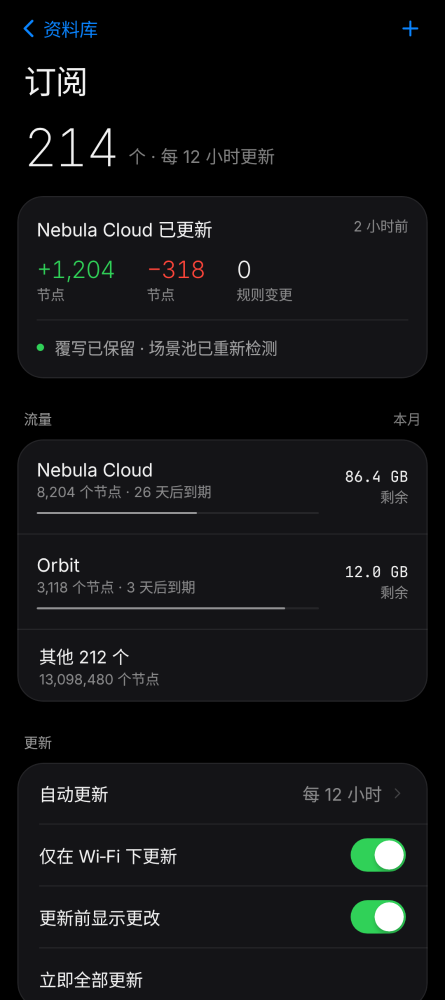 资料库
订阅
214 个 · 每 12 小时更新
Nebula Cloud 已更新
2 小时前
+1,204
−318
0
节点
节点
规则变更
覆写已保留 · 场景池已重新检测
流量
本月
Nebula Cloud
86.4 GB
8,204 个节点 · 26 天后到期
剩余
Orbit
12.0 GB
3,118 个节点 · 3 天后到期
剩余
其他 212 个
13,098,480 个节点
更新
自动更新
每 12 小时
仅在 Wi-Fi 下更新
更新前显示更改
立即全部更新